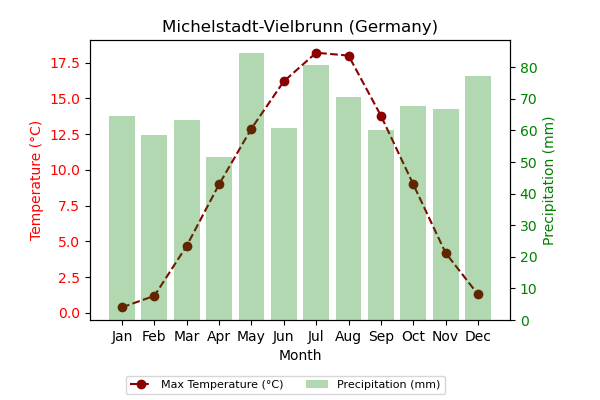 Michelstadt-Vielbrunn (Germany)
17.5
15.0
12.5
10.0
7.5
5.0
2.5
0.0
Temperature (°C)
80
70
60
50
40
30
20
10
0
Precipitation (mm)
Jan Feb Mar Apr May Jun Jul Aug Sep Oct Nov Dec
Month
Max Temperature (°C) Precipitation (mm)